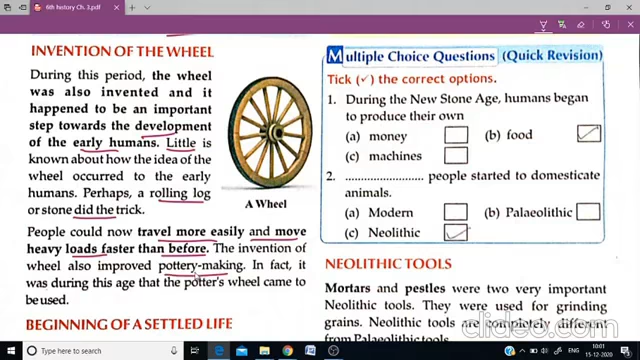 6th history Ch. 3.pdf
INVENTION OF THE WHEEL
During this period, the wheel
was also invented and it
happened to be an important
step towards the development
of the early humans. Little is
known about how the idea of the
wheel occurred to the early
humans. Perhaps, a rolling log
or stone did the trick.
A Wheel
People could now travel more easily and move
heavy loads faster than before. The invention
of wheel also improved pottery-making. In fact, it
was during this age that the potter's wheel came to
be used.
BEGINNING OF A SETTLED LIFE
Multiple Choice Questions (Quick Revision)
Tick (✓) the correct options.
1. During the New Stone Age, humans began
to produce their own
(a) money (b) food
(c) machines
2. ........................ people started to domesticate
animals.
(a) Modern (b) Palaeolithic
(c) Neolithic
NEOLITHIC TOOLS
Mortars and pestles were two very important
Neolithic tools. They were used for grinding
grains. Neolithic tools are completely different
from Palaeolithic tools.
clideo.com
Type here to search
ENG
10:01
15-12-2020